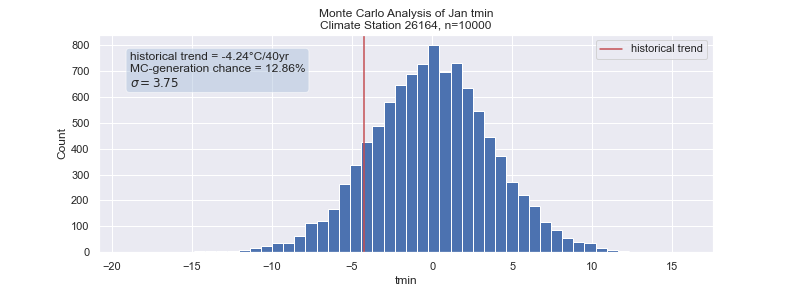 Monte Carlo Analysis of Jan tmin
Climate Station 26164, n=10000
historical trend = -4.24°C/40yr
MC-generation chance = 12.86%
σ = 3.75
historical trend
Count
800
700
600
500
400
300
200
100
0
−20 −15 −10 −5 0 5 10 15
tmin